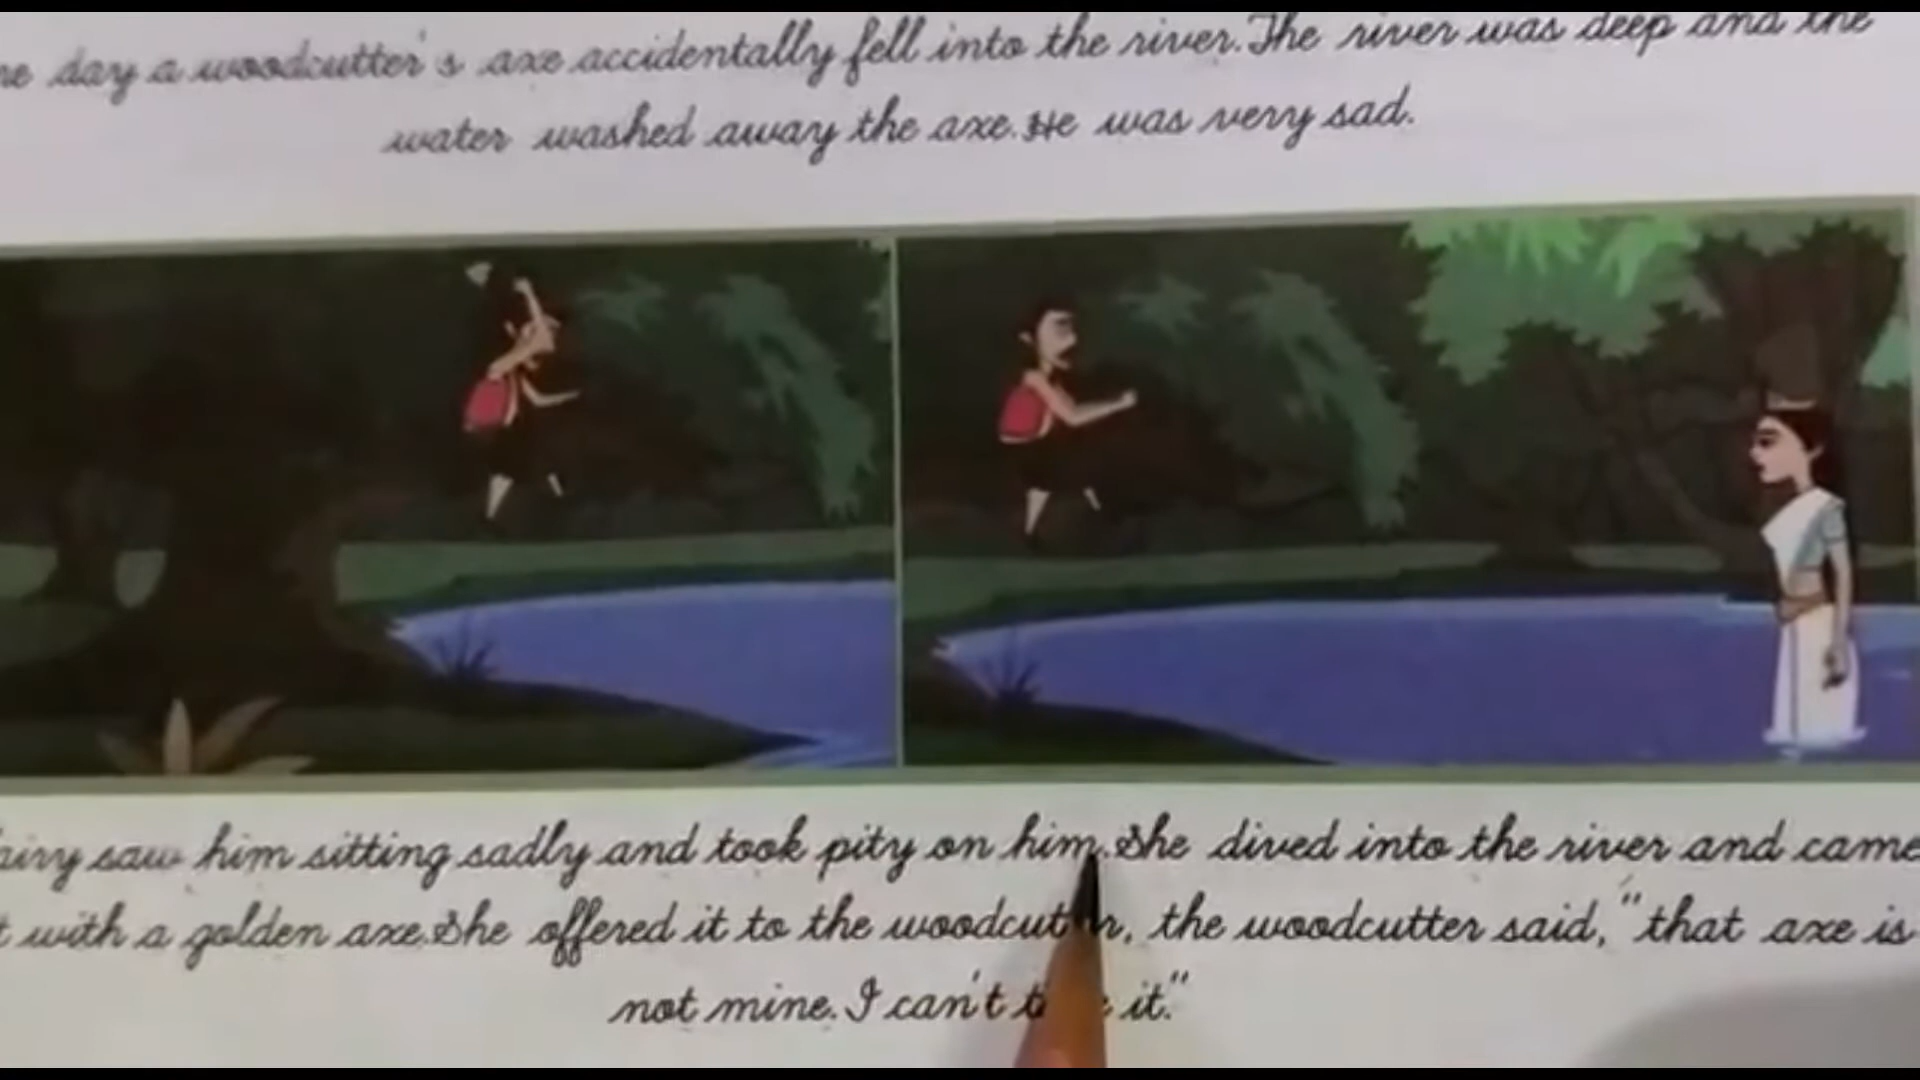 day a woodcutter's axe accidentally fell into the river. The river was deep and the
water washed away the axe. He was very sad.
saw him sitting sadly and took pity on him. She dived into the river and came
with a golden axe. She offered it to the the woodcutter said, "that axe is
not mine. I can't it."